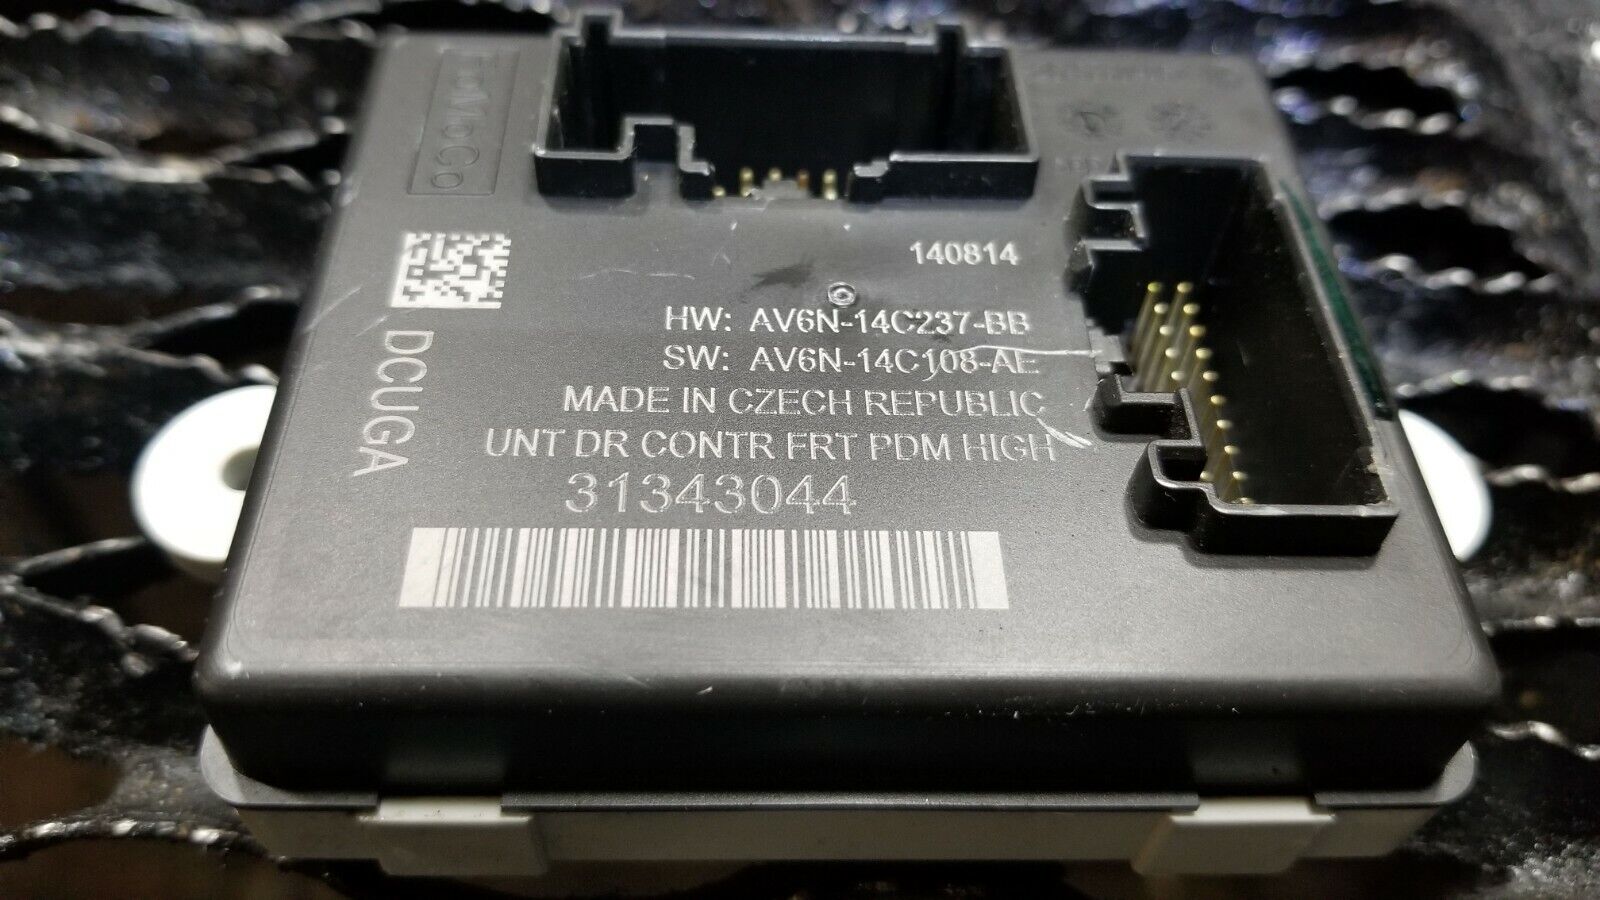 FoMoCo
140814
HW: AV6N-14C237-BB
SW: AV6N-14C108-AE
MADE IN CZECH REPUBLIC
UNT DR CONTR FRT PDM HIGH
31343044
DCUGA